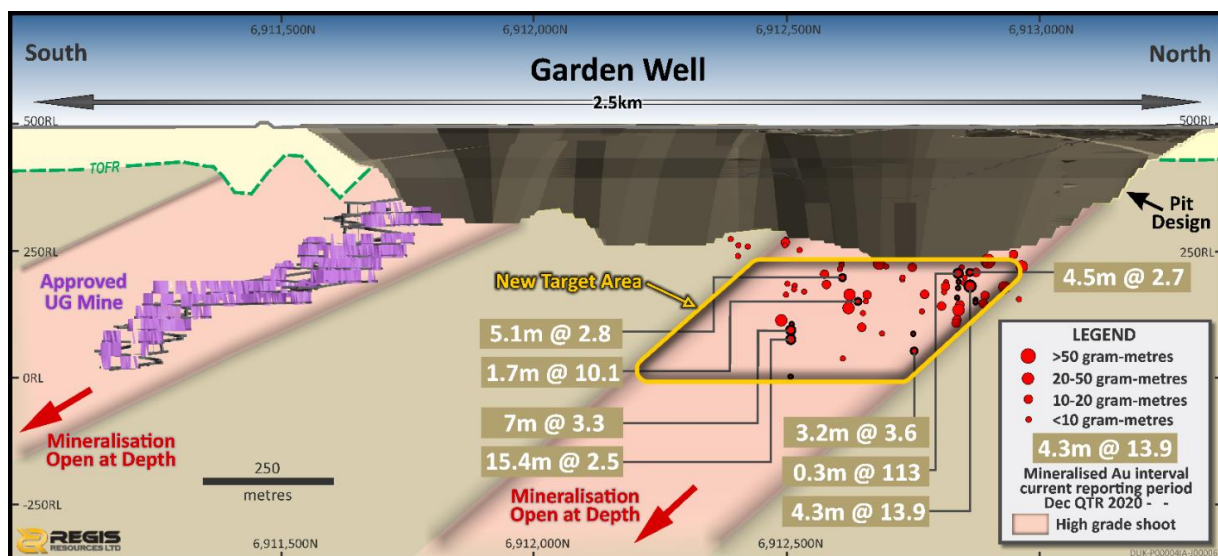 6,911,500N
6,912,000N
6,912,500N
6,913,000N
South
North
Garden Well
2.5km
500RL
500RL
TOFR
Pit
Design
250RL
250RL
New Target Area
4.5m @ 2.7
Approved
UG Mine
5.1m @ 2.8
LEGEND
>50 gram-metres
20-50 gram-metres
10-20 gram-metres
<10 gram-metres
4.3m @ 13.9
Mineralised Au interval
current reporting period
Dec QTR 2020 - -
High grade shoot
1.7m @ 10.1
0RL
7m @ 3.3
3.2m @ 3.6
Mineralisation
Open at Depth
15.4m @ 2.5
0.3m @ 113
250
metres
Mineralisation
Open at Depth
4.3m @ 13.9
-250RL
REGIS
RESOURCES LTD
6,911,500N
6,912,000N
6,912,500N